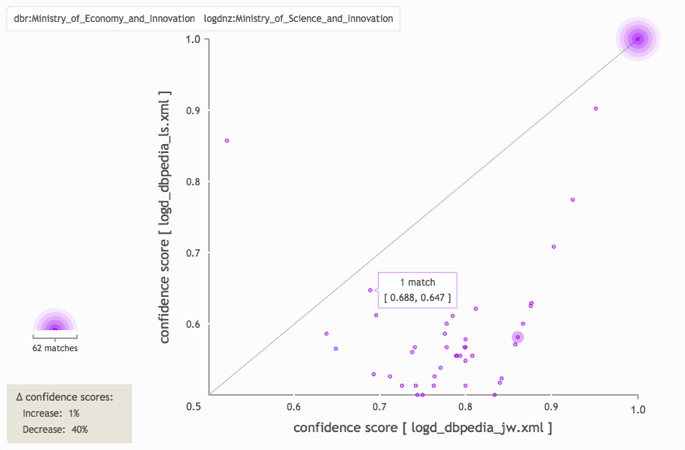 dbr:Ministry_of_Economy_and_Innovation logdnz:Ministry_of_Science_and_Innovation
1.0
0.9
0.8
0.7
0.6
0.5
confidence score [ logd_dbpedia_ls.xml ]
1 match
[ 0.688, 0.647 ]
62 matches
0.6
0.7
0.8
0.9
1.0
confidence score [ logd_dbpedia_jw.xml ]
Δ confidence scores:
Increase: 1%
Decrease: 40%